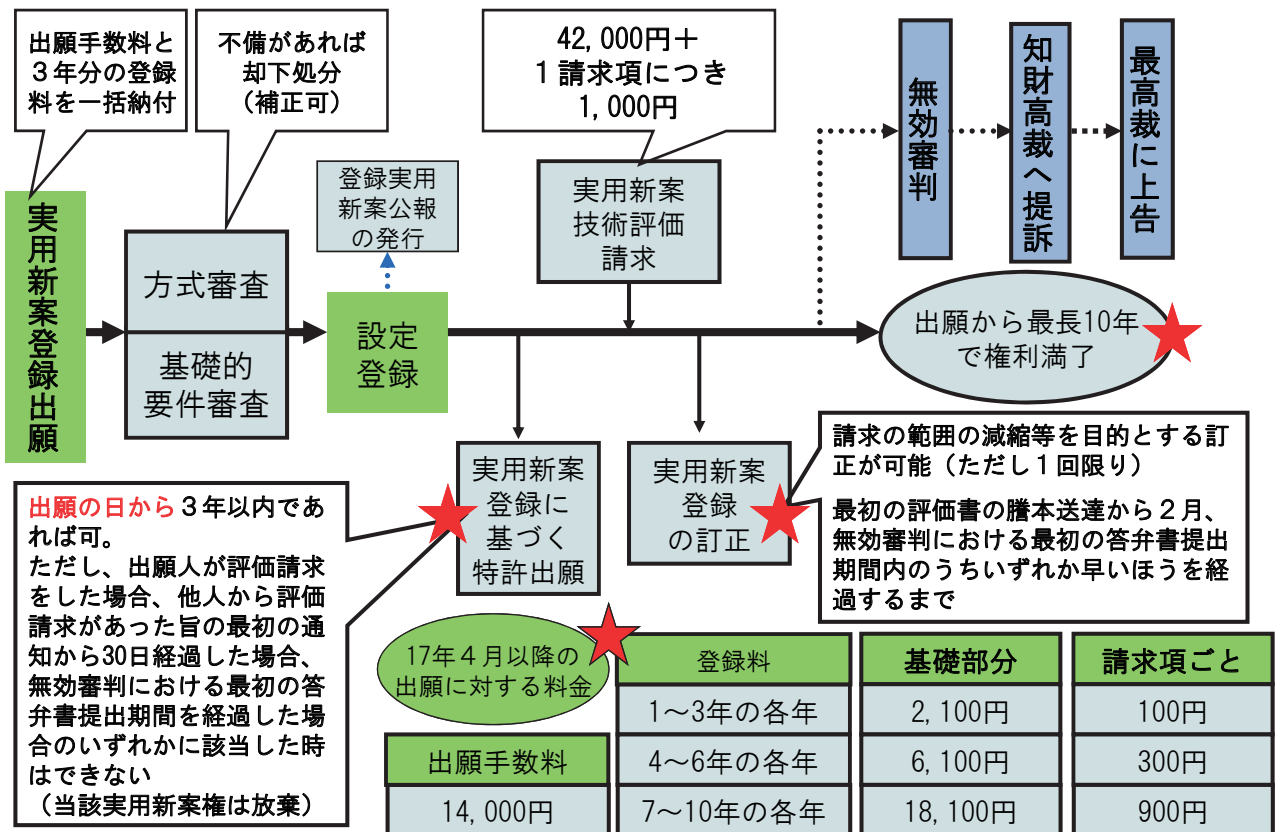 出願手数料と
３年分の登録
料を一括納付
不備があれば
却下処分
（補正可）
42,000円＋
１請求項につき
1,000円
実用新案登録出願
方式審査
基礎的
要件審査
登録実用
新案公報
の発行
設定
登録
実用新案
技術評価
請求
無効審判
知財高裁へ提訴
最高裁に上告
出願から最長10年
で権利満了
実用新案
登録に
基づく
特許出願
実用新案
登録
の訂正
請求の範囲の減縮等を目的とする訂
正が可能（ただし１回限り）
最初の評価書の謄本送達から２月、
無効審判における最初の答弁書提出
期間内のうちいずれか早いほうを経
過するまで
出願の日から３年以内であ
れば可。
ただし、出願人が評価請求
をした場合、他人から評価
請求があった旨の最初の通
知から30日経過した場合、
無効審判における最初の答
弁書提出期間を経過した場
合のいずれかに該当した時
はできない
（当該実用新案権は放棄）
17年４月以降の
出願に対する料金
出願手数料
14,000円
登録料 基礎部分 請求項ごと
1～3年の各年 2,100円 100円
4～6年の各年 6,100円 300円
7～10年の各年 18,100円 900円